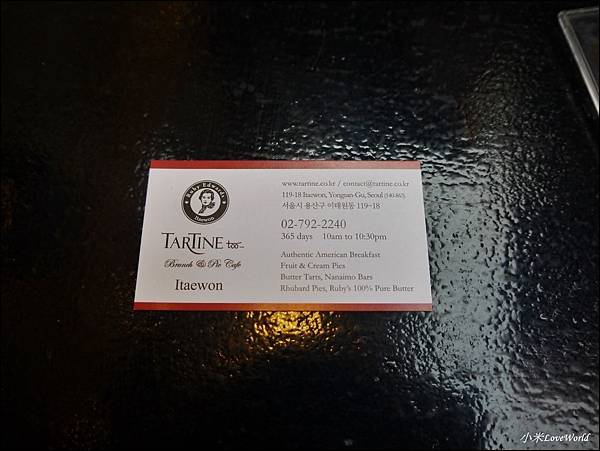 Ruby Edwards
Itaewon
TARTINE too~
Brunch & Pie Cafe
Itaewon
www.tartine.co.kr / contact@tartine.co.kr
119-18 Itaewon, Yongsan-Gu, Seoul (140-863)
서울시 용산구 이태원동 119-18
02-792-2240
365 days 10am to 10:30pm
Authentic American Breakfast
Fruit & Cream Pies
Butter Tarts, Nanaimo Bars
Rhubard Pies, Ruby's 100% Pure Butter
小米LoveWorld